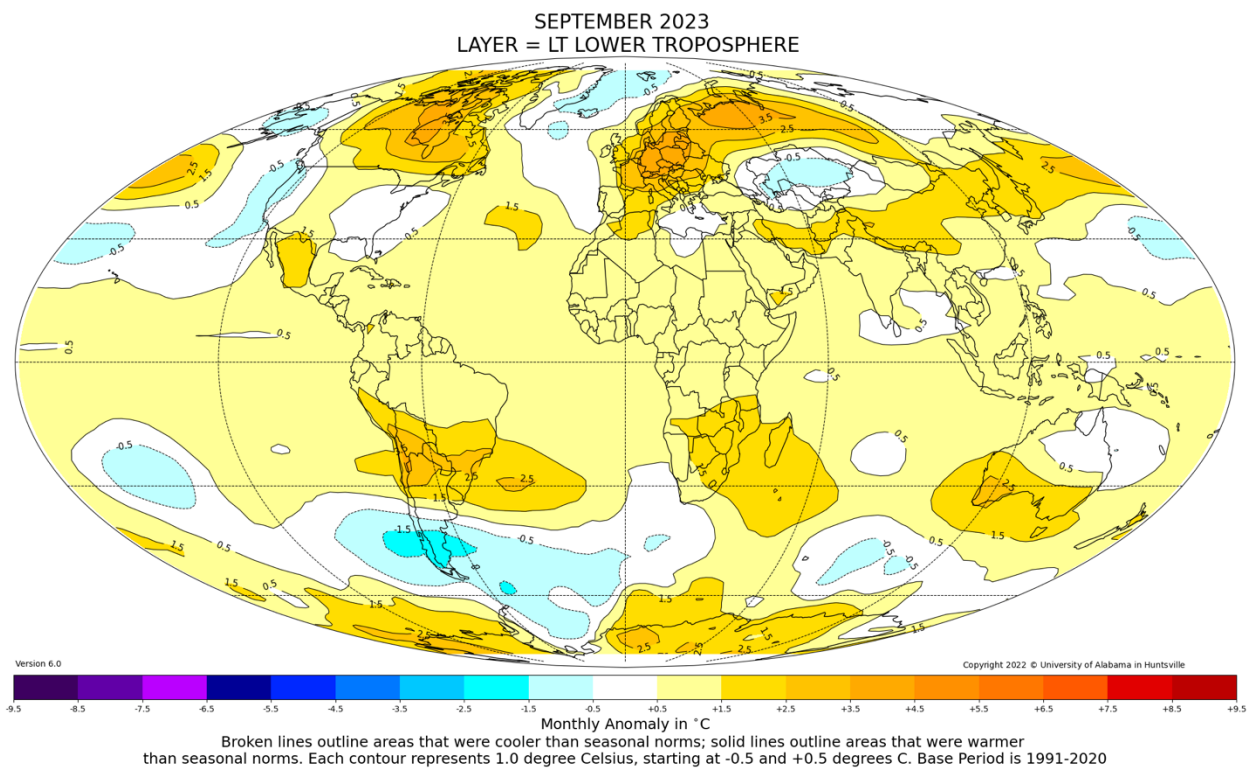 SEPTEMBER 2023
LAYER = LT LOWER TROPOSPHERE
Version 6.0
Copyright 2022 © University of Alabama in Huntsville
-9.5 -8.5 -7.5 -6.5 -5.5 -4.5 -3.5 -2.5 -1.5 -0.5 +0.5 +1.5 +2.5 +3.5 +4.5 +5.5 +6.5 +7.5 +8.5 +9.5
Monthly Anomaly in °C
Broken lines outline areas that were cooler than seasonal norms; solid lines outline areas that were warmer
than seasonal norms. Each contour represents 1.0 degree Celsius, starting at -0.5 and +0.5 degrees C. Base Period is 1991-2020